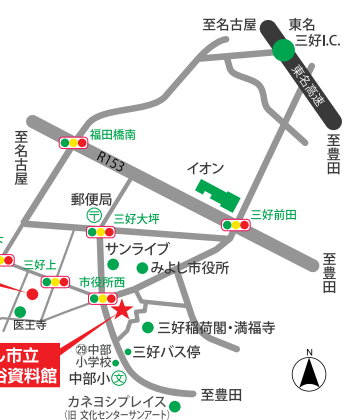 至名古屋
東名
三好I.C.
東名高速
至豊田
福田橋南
至名古屋
R153
イオン
郵便局
〒
三好大坪
三好前田
サンライブ
みよし市役所
三好上
市役所西
至豊田
医王寺
三好稲荷閣・満福寺
し市立
資料館
㉙中部
小学校
三好バス停
中部小
文
至豊田
カネヨシプレイス
(旧 文化センターサンアート)
N